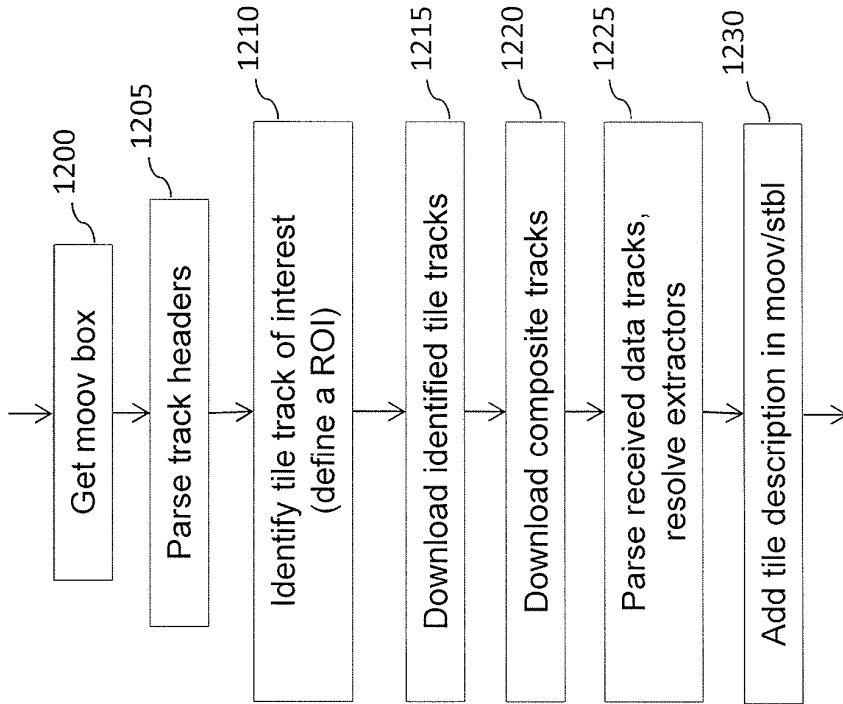 Get moov box
1200
Parse track headers
1205
Identify tile track of interest
(define a ROI)
1210
Download identified tile tracks
1215
Download composite tracks
1220
Parse received data tracks,
resolve extractors
1225
Add tile description in moov/stbl
1230